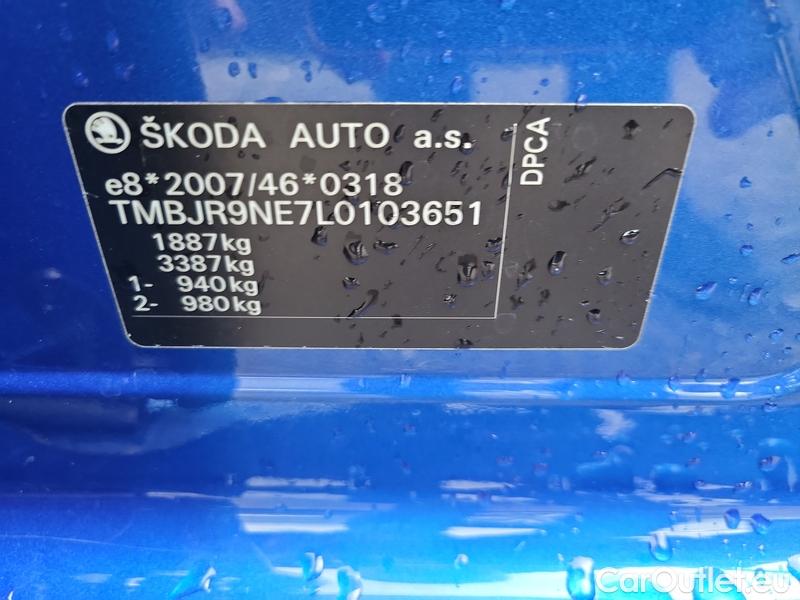 ŠKODA AUTO a.s.
e8*2007/46*0318
TMBJR9NE7L0103651
1887kg
3387kg
1- 940kg
2- 980kg
DPCA
CarOutlet.eu